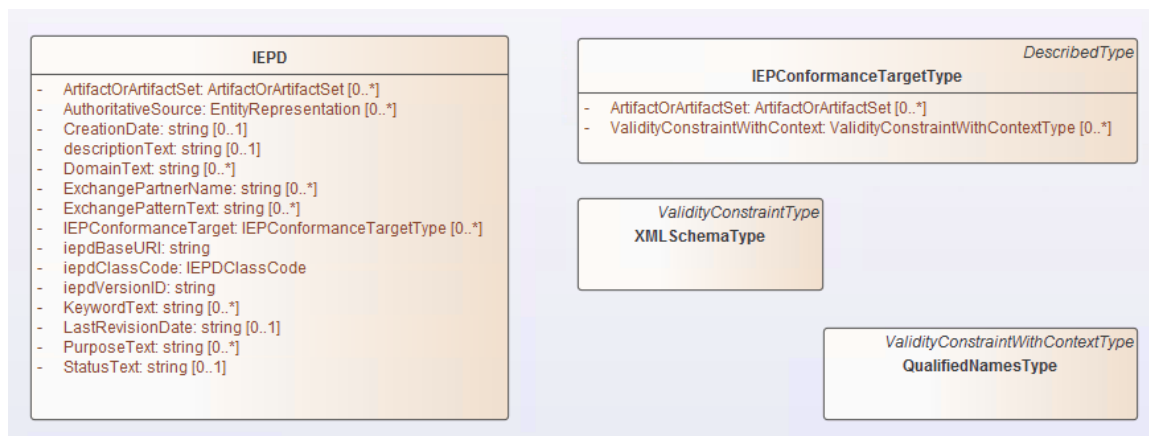 IEPD
- ArtifactOrArtifactSet: ArtifactOrArtifactSet [0..*]
- AuthoritativeSource: EntityRepresentation [0..*]
- CreationDate: string [0..1]
- descriptionText: string [0..1]
- DomainText: string [0..*]
- ExchangePartnerName: string [0..*]
- ExchangePatternText: string [0..*]
- IEPConformanceTarget: IEPConformanceTargetType [0..*]
- iepdBaseURI: string
- iepdClassCode: IEPDClassCode
- iepdVersionID: string
- KeywordText: string [0..*]
- LastRevisionDate: string [0..1]
- PurposeText: string [0..*]
- StatusText: string [0..1]
DescribedType
IEPConformanceTargetType
- ArtifactOrArtifactSet: ArtifactOrArtifactSet [0..*]
- ValidityConstraintWithContext: ValidityConstraintWithContextType [0..*]
ValidityConstraintType
XMLSchemaType
ValidityConstraintWithContextType
QualifiedNamesType